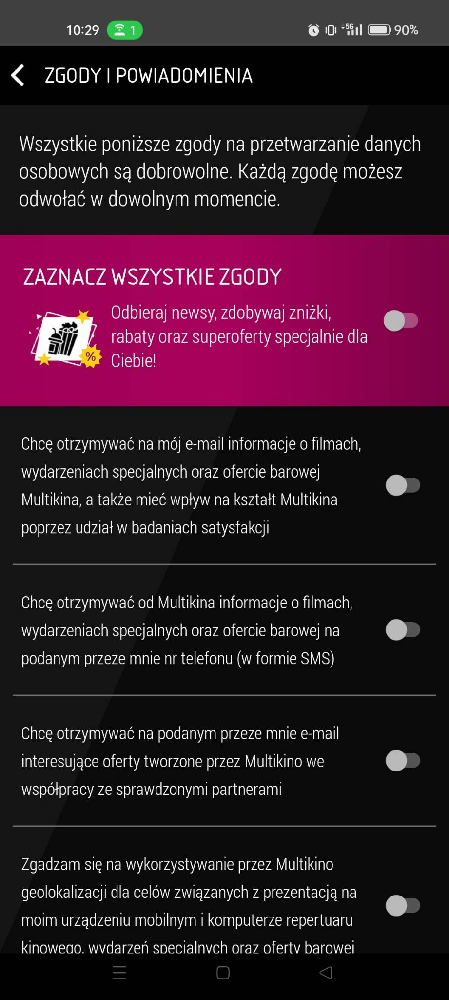 10:29
1
5G
90%
ZGODY I POWIADOMIENIA
Wszystkie poniższe zgody na przetwarzanie danych
osobowych są dobrowolne. Każdą zgodę możesz
odwołać w dowolnym momencie.
ZAZNACZ WSZYSTKIE ZGODY
Odbieraj newsy, zdobywaj zniżki,
rabaty oraz superoferty specjalnie dla
Ciebie!
%
Chcę otrzymywać na mój e-mail informacje o filmach,
wydarzeniach specjalnych oraz ofercie barowej
Multikina, a także mieć wpływ na kształt Multikina
poprzez udział w badaniach satysfakcji
Chcę otrzymywać od Multikina informacje o filmach,
wydarzeniach specjalnych oraz ofercie barowej na
podanym przeze mnie nr telefonu (w formie SMS)
Chcę otrzymywać na podanym przeze mnie e-mail
interesujące oferty tworzone przez Multikino we
współpracy ze sprawdzonymi partnerami
Zgadzam się na wykorzystywanie przez Multikino
geolokalizacji dla celów związanych z prezentacją na
moim urządzeniu mobilnym i komputerze repertuaru
kinowego, wydarzeń specjalnych oraz oferty barowej